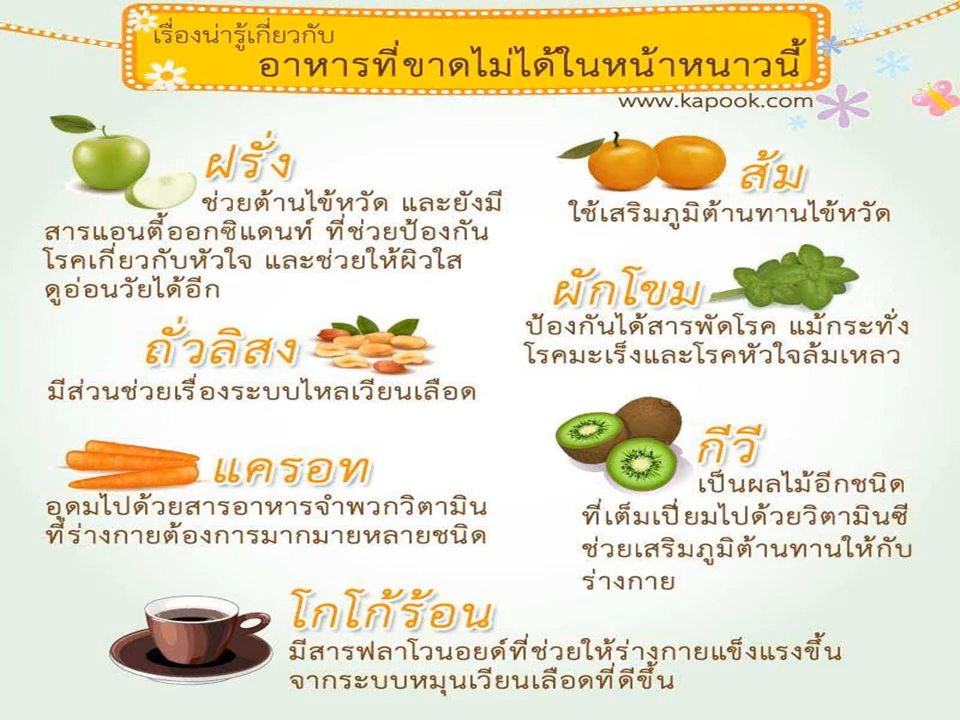 เรื่องน่ารู้เกี่ยวกับ
อาหารที่ขาดไม่ได้ในหน้าหนาวนี้
www.kapook.com
ฝรั่ง
ช่วยต้านไข้หวัด และยังมี
สารแอนตี้ออกซิแดนท์ ที่ช่วยป้องกัน
โรคเกี่ยวกับหัวใจ และช่วยให้ผิวใส
ดูอ่อนวัยได้อีก
ส้ม
ใช้เสริมภูมิต้านทานไข้หวัด
ผักโขม
ป้องกันได้สารพัดโรค แม้กระทั่ง
โรคมะเร็งและโรคหัวใจล้มเหลว
ถั่วลิสง
มีส่วนช่วยเรื่องระบบไหลเวียนเลือด
แครอท
อุดมไปด้วยสารอาหารจำพวกวิตามิน
ที่ร่างกายต้องการมากมายหลายชนิด
กีวี
เป็นผลไม้อีกชนิด
ที่เต็มเปี่ยมไปด้วยวิตามินซี
ช่วยเสริมภูมิต้านทานให้กับ
ร่างกาย
โกโก้ร้อน
มีสารฟลาโวนอยด์ที่ช่วยให้ร่างกายแข็งแรงขึ้น
จากระบบหมุนเวียนเลือดที่ดีขึ้น